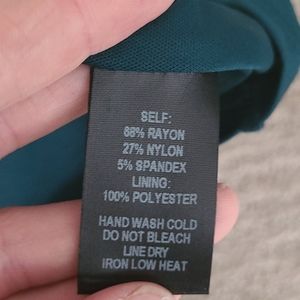 SELF:
68% RAYON
27% NYLON
5% SPANDEX
LINING:
100% POLYESTER
HAND WASH COLD
DO NOT BLEACH
LINE DRY
IRON LOW HEAT